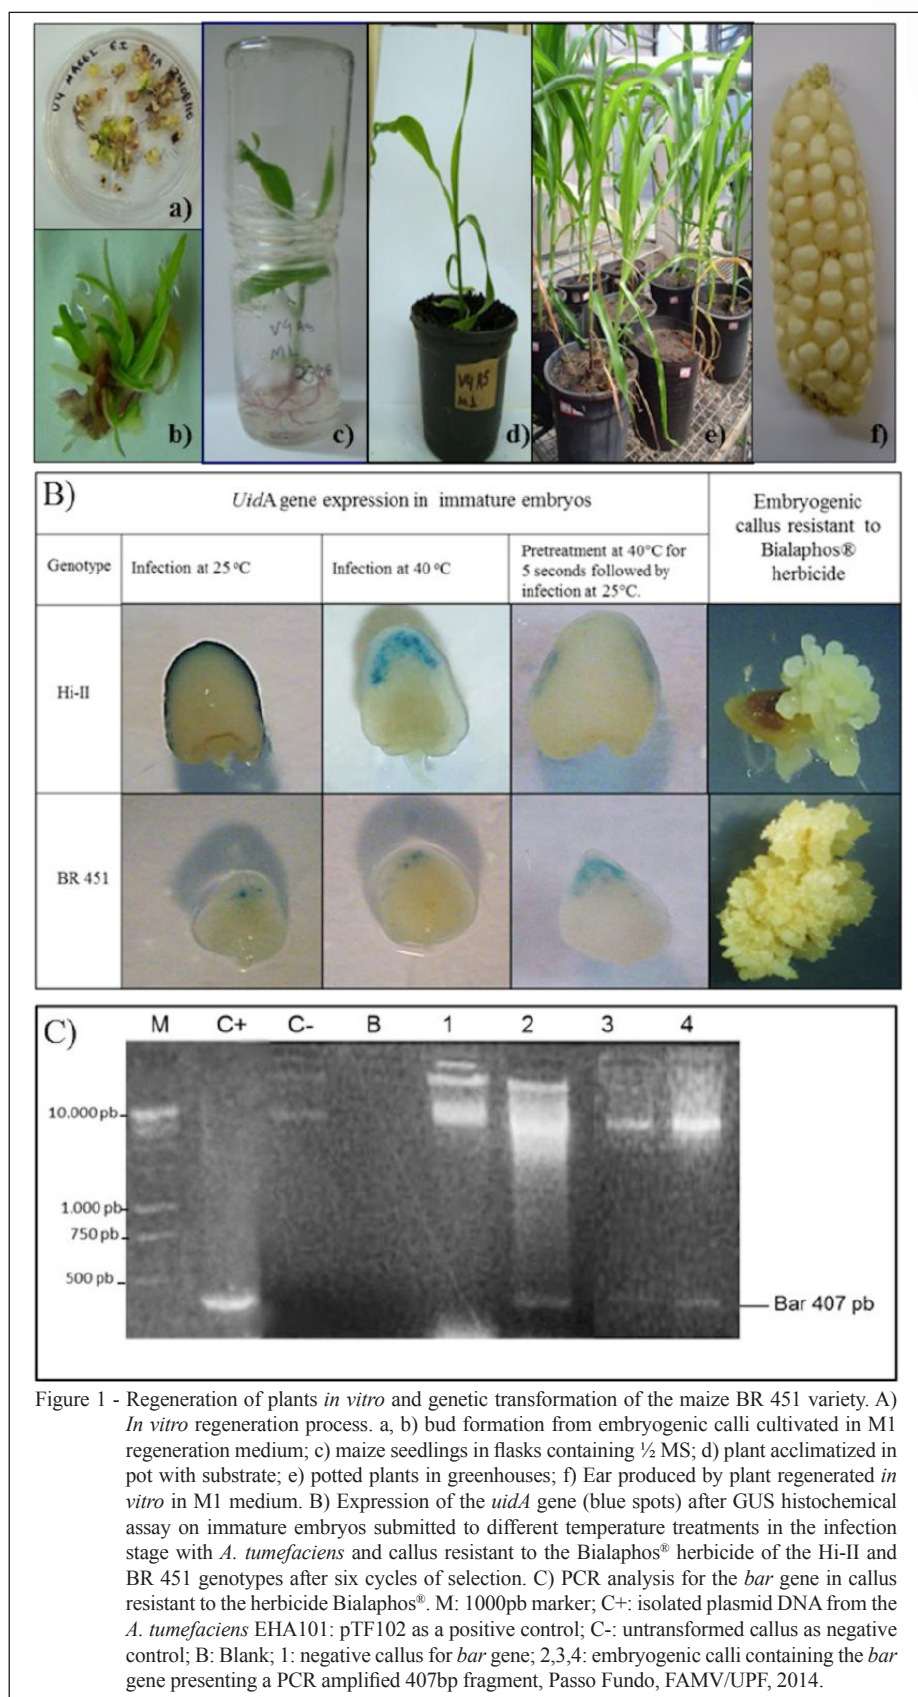 U4 MACGL EI
a)
b)
V4 AS
ML
c)
V4 R5
M1
d)
e)
f)
B)
UidA gene expression in immature embryos
Embryogenic
callus resistant to
Bialaphos®
herbicide
Genotype
Infection at 25 ºC
Infection at 40 ºC
Pretreatment at 40°C for
5 seconds followed by
infection at 25°C.
Hi-II
BR 451
C)
M C+ C- B 1 2 3 4
10.000 pb
1.000 pb
750 pb
500 pb
Bar 407 pb
Figure 1 - Regeneration of plants in vitro and genetic transformation of the maize BR 451 variety. A)
In vitro regeneration process. a, b) bud formation from embryogenic calli cultivated in M1
regeneration medium; c) maize seedlings in flasks containing ½ MS; d) plant acclimatized in
pot with substrate; e) potted plants in greenhouses; f) Ear produced by plant regenerated in
vitro in M1 medium. B) Expression of the uidA gene (blue spots) after GUS histochemical
assay on immature embryos submitted to different temperature treatments in the infection
stage with A. tumefaciens and callus resistant to the Bialaphos® herbicide of the Hi-II and
BR 451 genotypes after six cycles of selection. C) PCR analysis for the bar gene in callus
resistant to the herbicide Bialaphos®. M: 1000pb marker; C+: isolated plasmid DNA from the
A. tumefaciens EHA101: pTF102 as a positive control; C-: untransformed callus as negative
control; B: Blank; 1: negative callus for bar gene; 2,3,4: embryogenic calli containing the bar
gene presenting a PCR amplified 407bp fragment, Passo Fundo, FAMV/UPF, 2014.